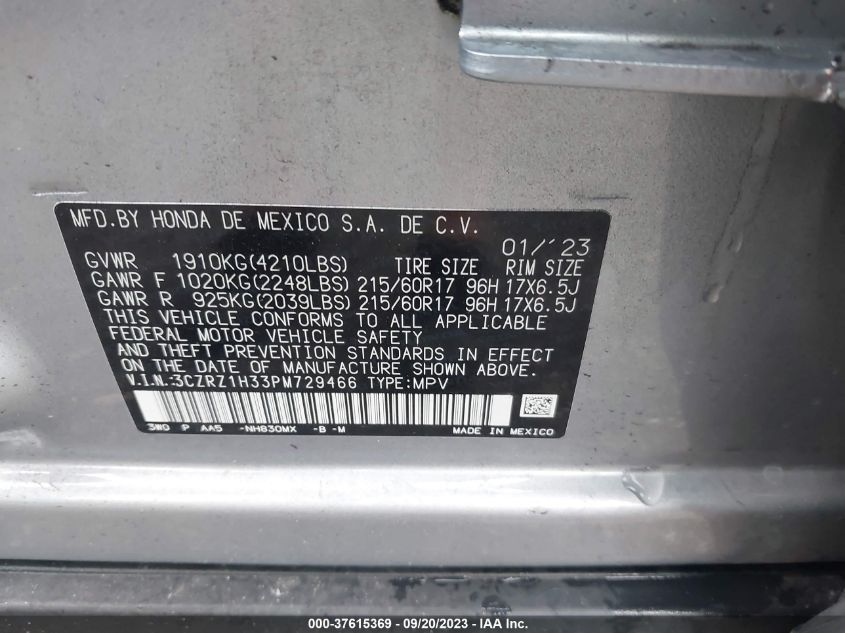 MFD.BY HONDA DE MEXICO S.A. DE C.V.
01/'23
GVWR 1910KG(4210LBS) TIRE SIZE RIM SIZE
GAWR F 1020KG(2248LBS) 215/60R17 96H 17X6.5J
GAWR R 925KG(2039LBS) 215/60R17 96H 17X6.5J
THIS VEHICLE CONFORMS TO ALL APPLICABLE
FEDERAL MOTOR VEHICLE SAFETY
AND THEFT PREVENTION STANDARDS IN EFFECT
ON THE DATE OF MANUFACTURE SHOWN ABOVE.
V.I.N.:3CZRZ1H33PM729466 TYPE:MPV
3W0 P AA5 -NH830MX -B -M MADE IN MEXICO
000-37615369 - 09/20/2023 - IAA Inc.